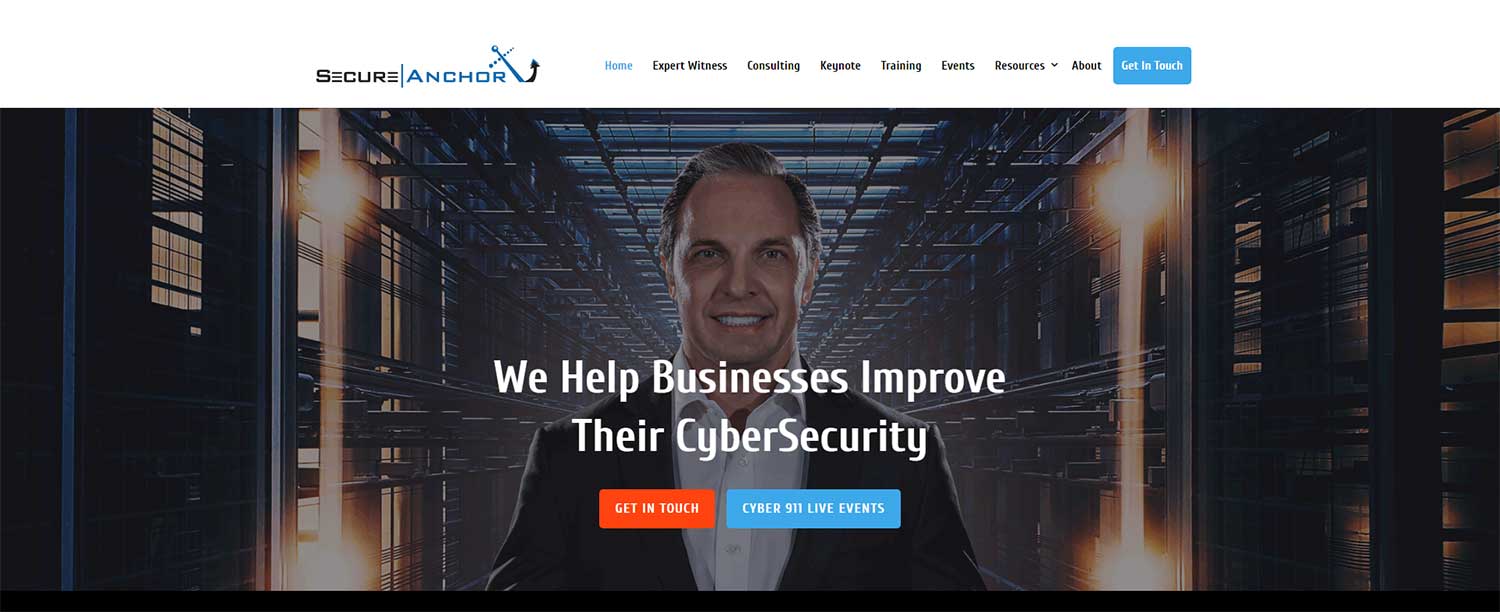 SECURE|ANCHOR
Home Expert Witness Consulting Keynote Training Events Resources About Get In Touch
We Help Businesses Improve
Their CyberSecurity
GET IN TOUCH CYBER 911 LIVE EVENTS